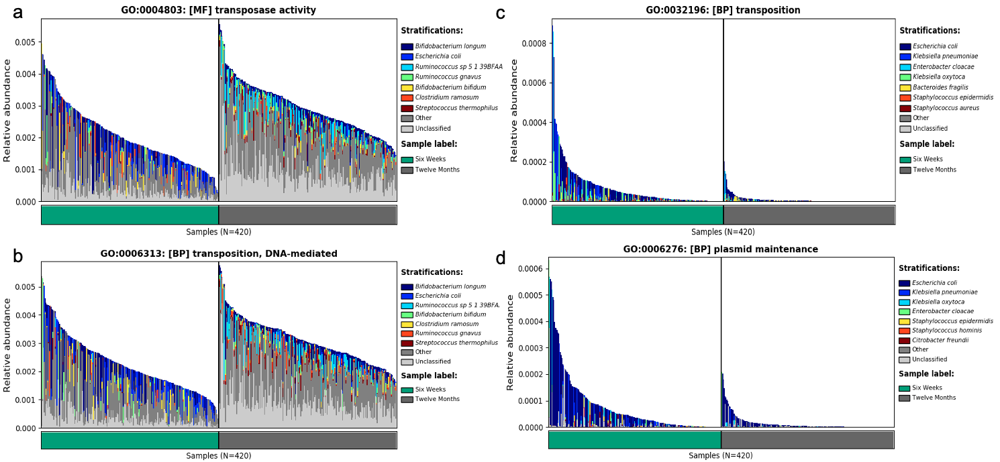 a
GO:0004803: [MF] transposase activity
Relative abundance
0.005
0.004
0.003
0.002
0.001
0.000
Samples (N=420)
Stratifications:
Bifidobacterium longum
Escherichia coli
Ruminococcus sp 5 1 39BFAA
Ruminococcus gnavus
Bifidobacterium bifidum
Clostridium ramosum
Streptococcus thermophilus
Other
Unclassified
Sample label:
Six Weeks
Twelve Months
c
GO:0032196: [BP] transposition
Relative abundance
0.0008
0.0006
0.0004
0.0002
0.0000
Samples (N=420)
Stratifications:
Escherichia coli
Klebsiella pneumoniae
Enterobacter cloacae
Klebsiella oxytoca
Bacteroides fragilis
Staphylococcus epidermidis
Staphylococcus aureus
Other
Unclassified
Sample label:
Six Weeks
Twelve Months
b
GO:0006313: [BP] transposition, DNA-mediated
Relative abundance
0.005
0.004
0.003
0.002
0.001
0.000
Samples (N=420)
Stratifications:
Bifidobacterium longum
Escherichia coli
Ruminococcus sp 5 1 39BFA.
Bifidobacterium bifidum
Clostridium ramosum
Ruminococcus gnavus
Streptococcus thermophilus
Other
Unclassified
Sample label:
Six Weeks
Twelve Months
d
GO:0006276: [BP] plasmid maintenance
Relative abundance
0.0006
0.0005
0.0004
0.0003
0.0002
0.0001
0.0000
Samples (N=420)
Stratifications:
Escherichia coli
Klebsiella pneumoniae
Klebsiella oxytoca
Enterobacter cloacae
Staphylococcus epidermidis
Staphylococcus hominis
Citrobacter freundii
Other
Unclassified
Sample label:
Six Weeks
Twelve Months